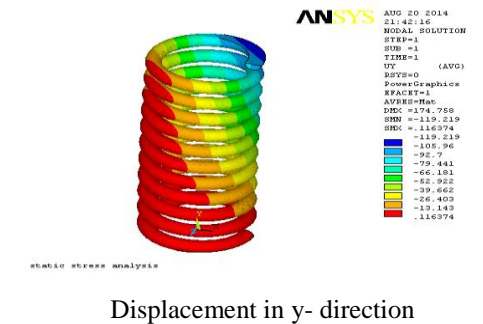 ANSYS
AUG 20 2014
21:42:16
NODAL SOLUTION
STEP=1
SUB =1
TIME=1
UY (AVG)
RSYS=0
PowerGraphics
EFACET=1
AVRES=Mat
DMX =174.758
SMN =-119.219
SMX =.116374
-119.219
-105.96
-92.7
-79.441
-66.181
-52.922
-39.662
-26.403
-13.143
.116374
Y
static stress analysis
Displacement in y- direction